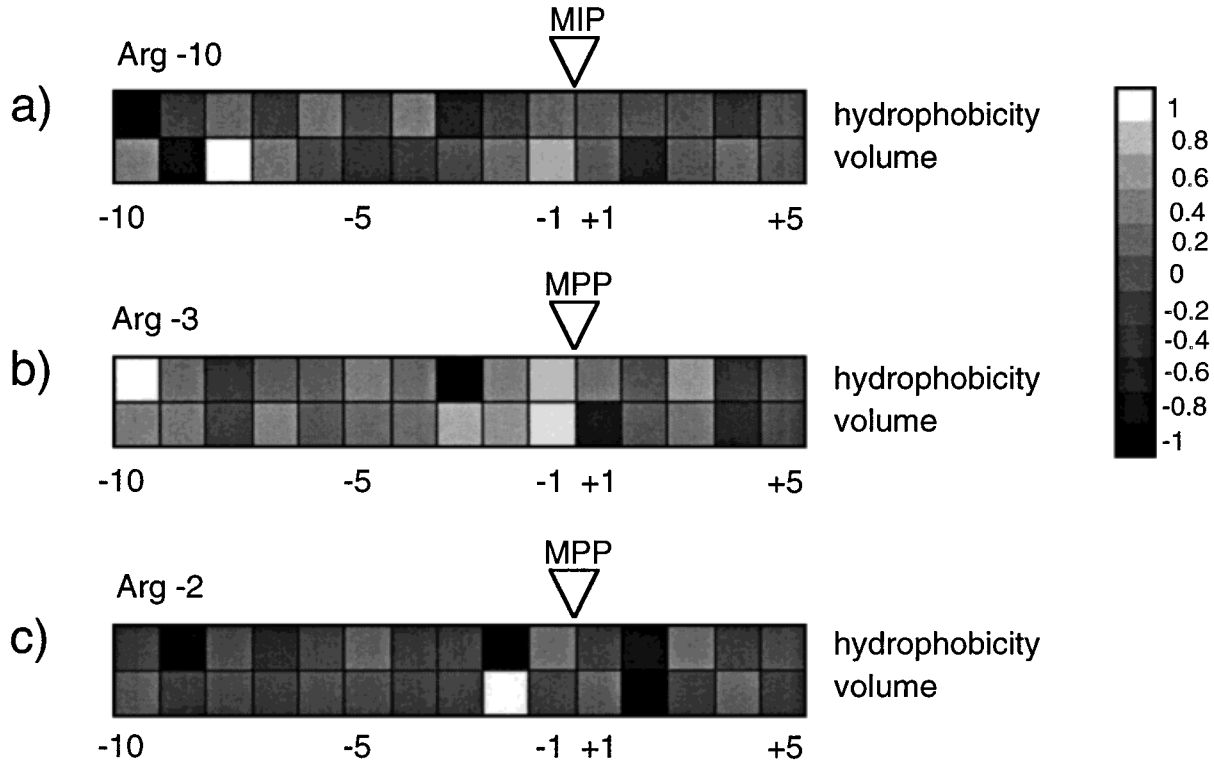 MIP
Arg -10
a)
hydrophobicity
volume
-10 -5 -1 +1 +5
MPP
Arg -3
b)
hydrophobicity
volume
-10 -5 -1 +1 +5
MPP
Arg -2
c)
hydrophobicity
volume
-10 -5 -1 +1 +5
1
0.8
0.6
0.4
0.2
0
-0.2
-0.4
-0.6
-0.8
-1